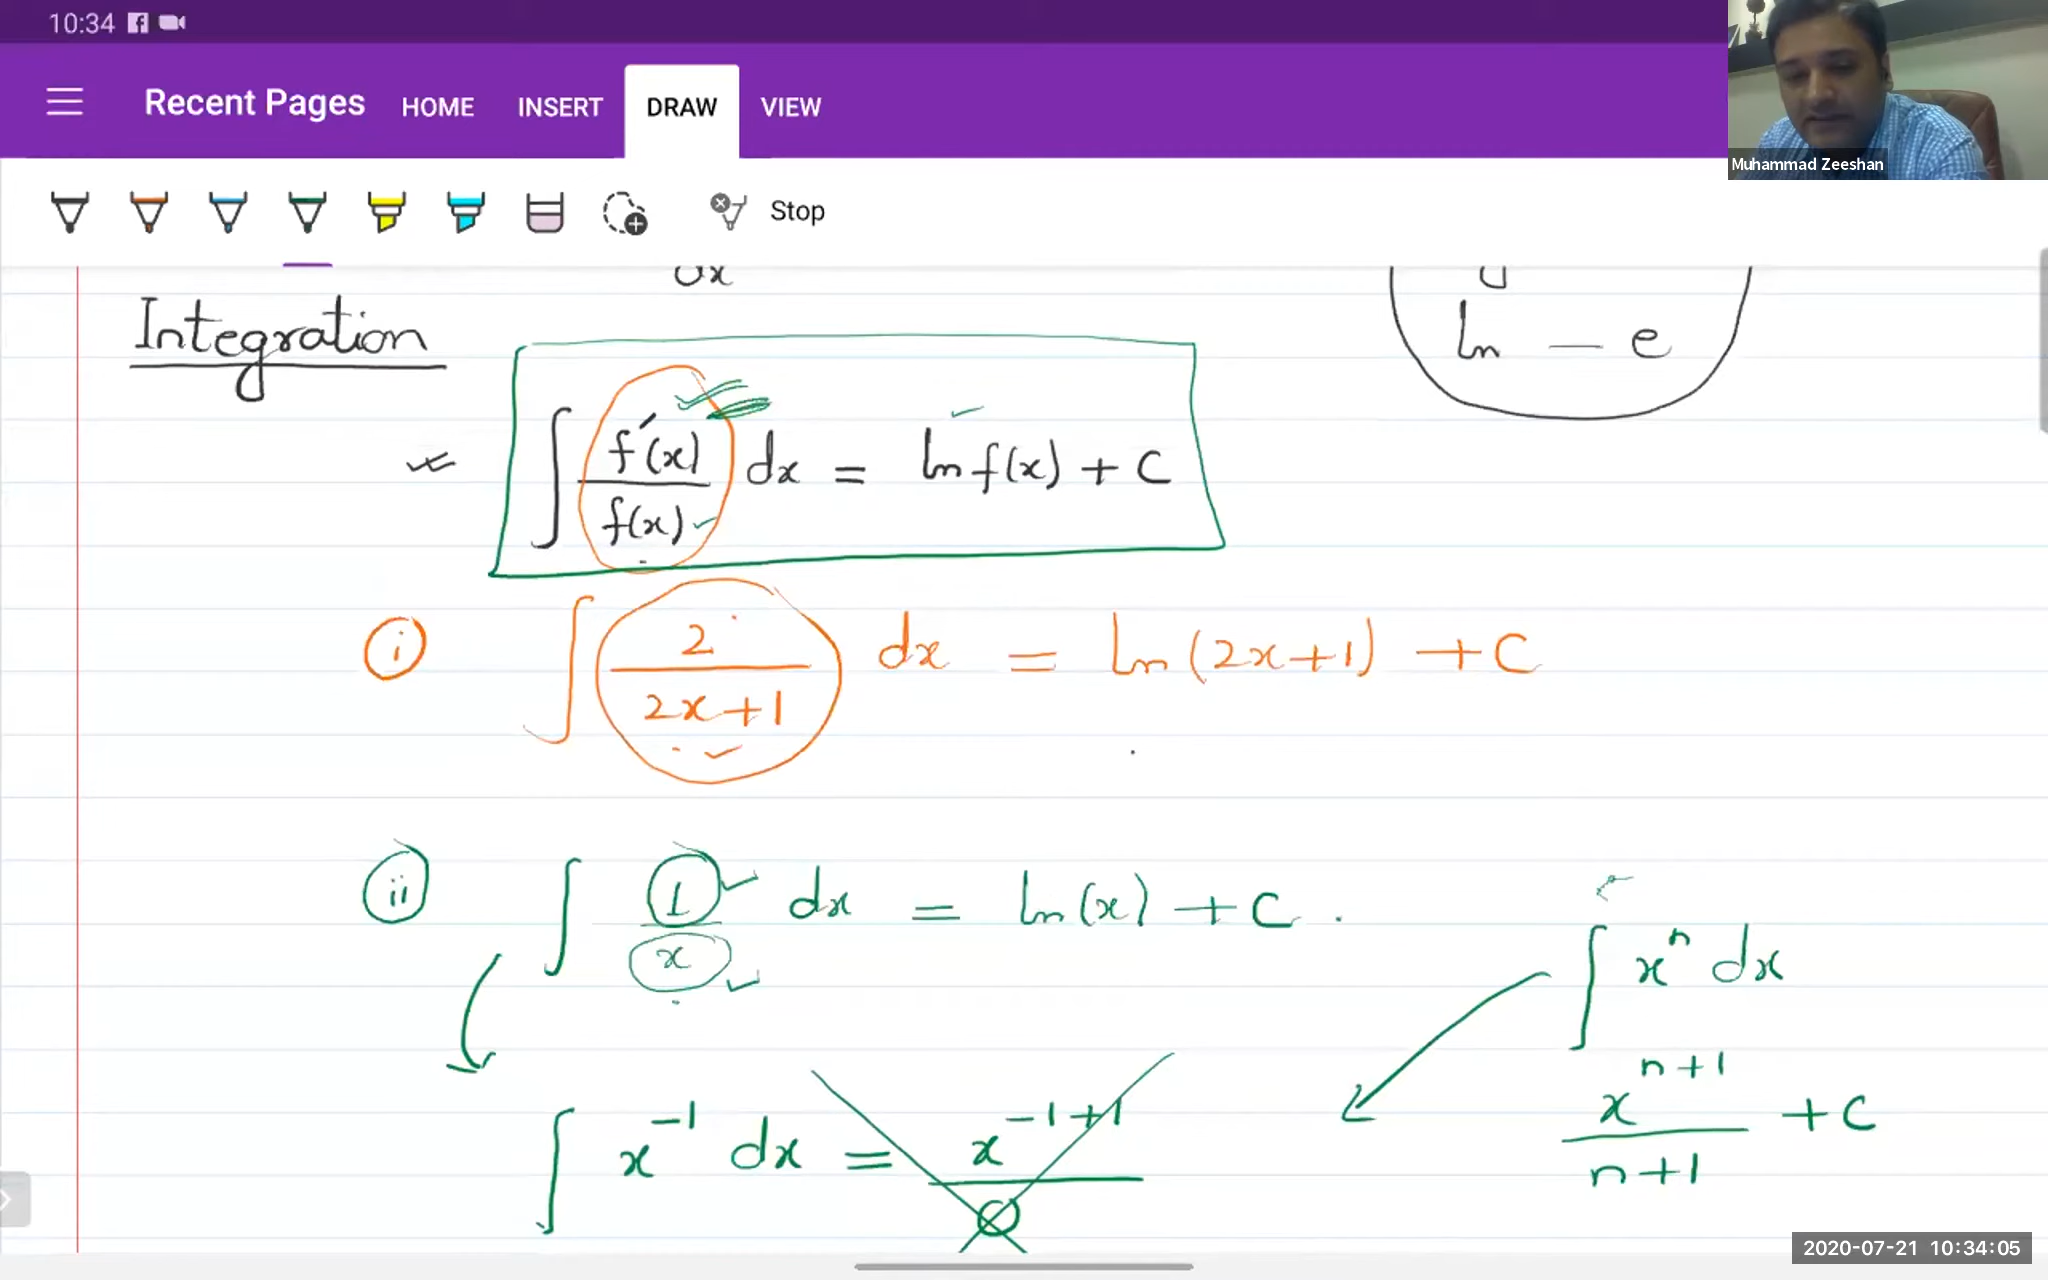 10:34
Recent Pages HOME INSERT DRAW VIEW
Muhammad Zeeshan
Stop
Integration
ln — e
∫ f'(x)/f(x) dx = ln f(x) + C
i ∫ 2/(2x+1) dx = ln (2x+1) + C
ii ∫ 1/x dx = ln(x) + C .
∫ x^n dx
x^(n+1)/(n+1) + C
∫ x^-1 dx = x^(-1+1)/0
2020-07-21 10:34:05